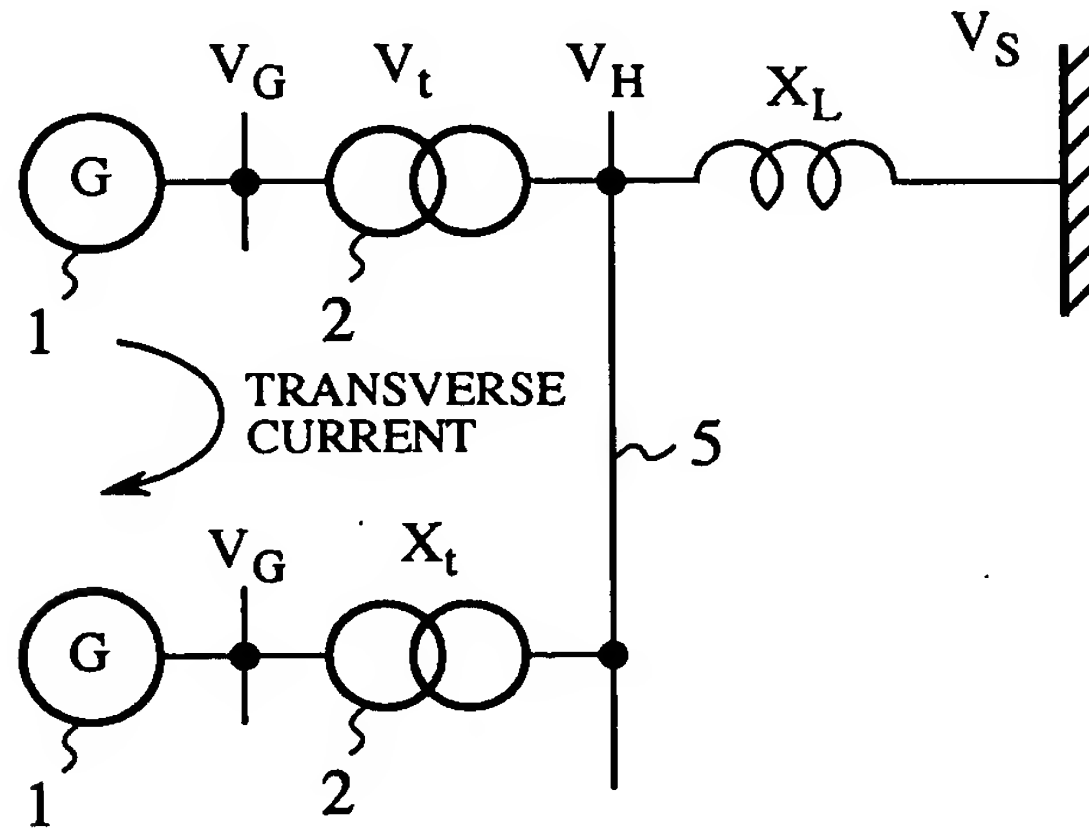 V_G V_t V_H X_L V_S
G
1 2
TRANSVERSE
CURRENT
5
V_G X_t
G
1 2